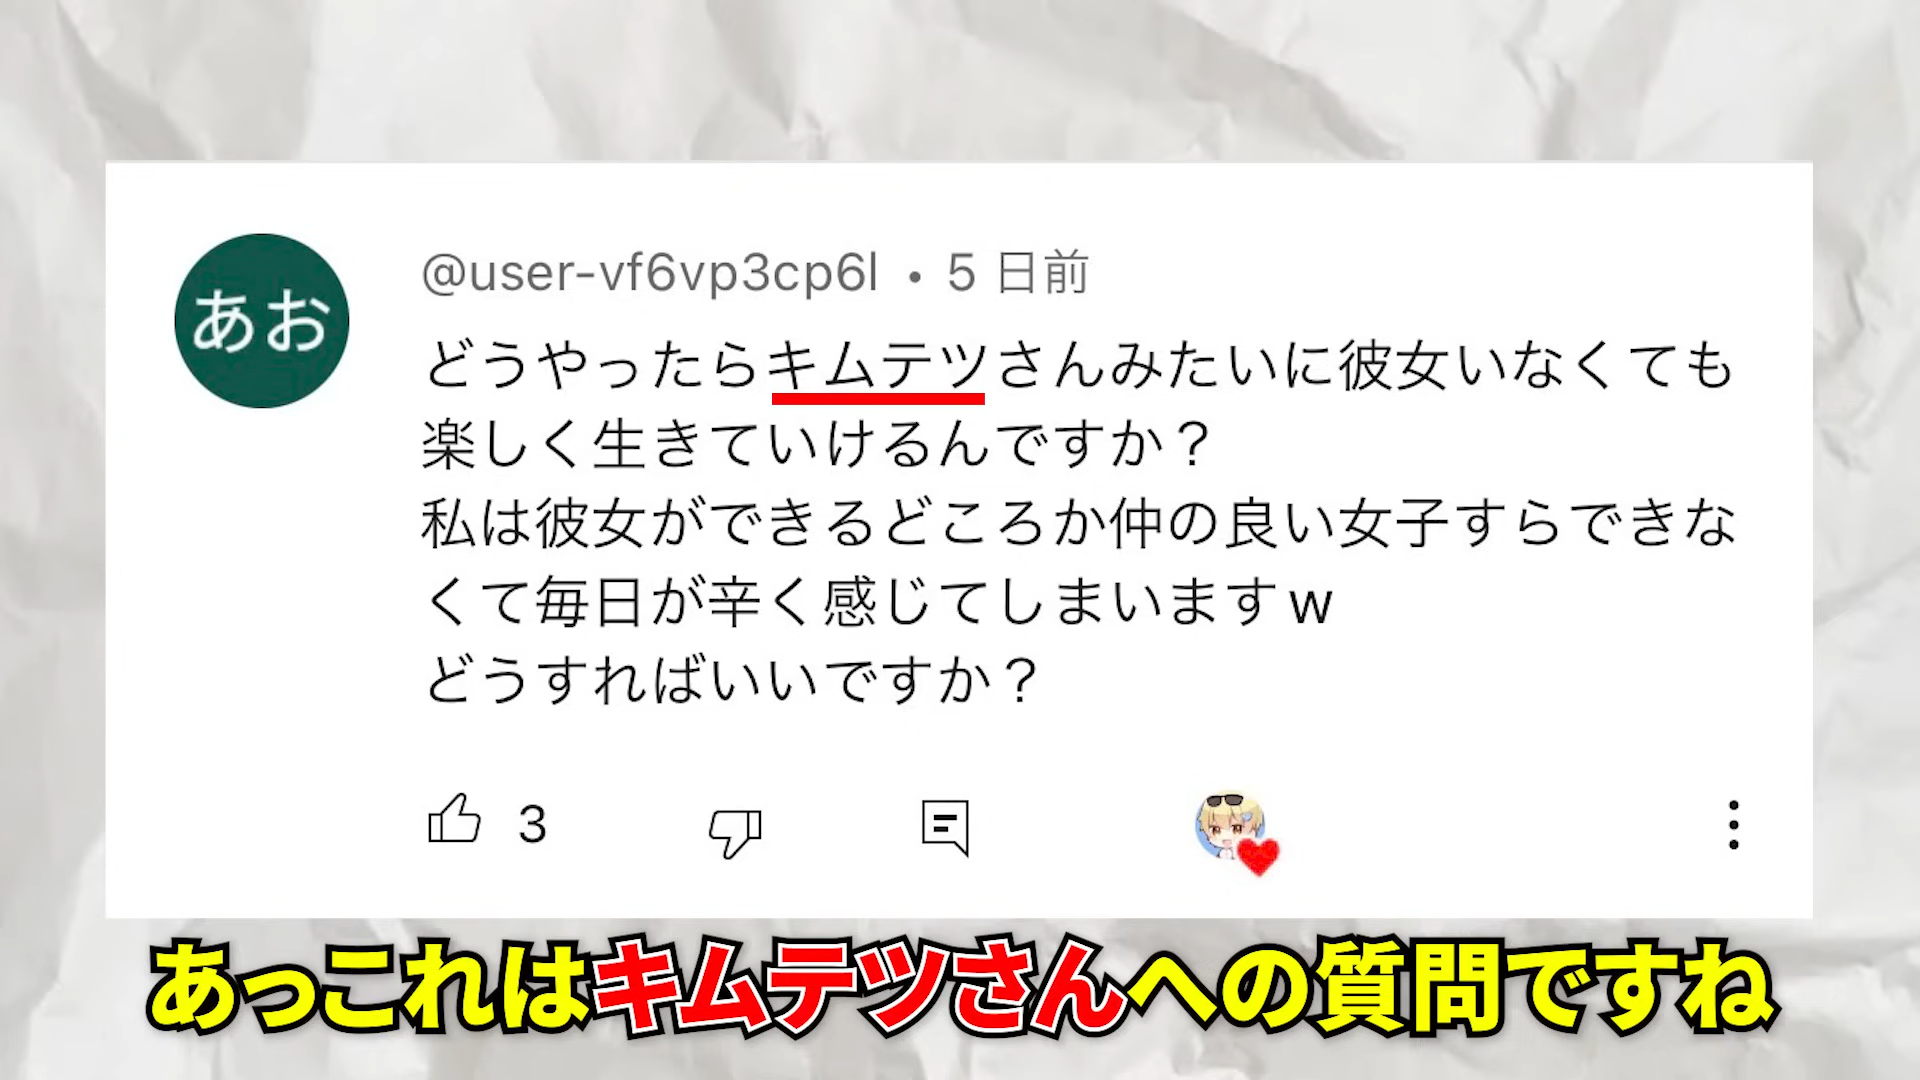 あお
@user-vf6vp3cp6l • 5 日前
どうやったらキムテツさんみたいに彼女いなくても
楽しく生きていけるんですか？
私は彼女ができるどころか仲の良い女子すらできな
くて毎日が辛く感じてしまいますw
どうすればいいですか？
3
あっこれはキムテツさんへの質問ですね